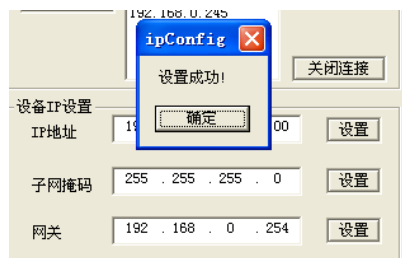 192.168.0.245
ipConfig
设置成功!
关闭连接
确定
设备IP设置
IP地址 19 00 设置
子网掩码 255 . 255 . 255 . 0 设置
网关 192 . 168 . 0 . 254 设置